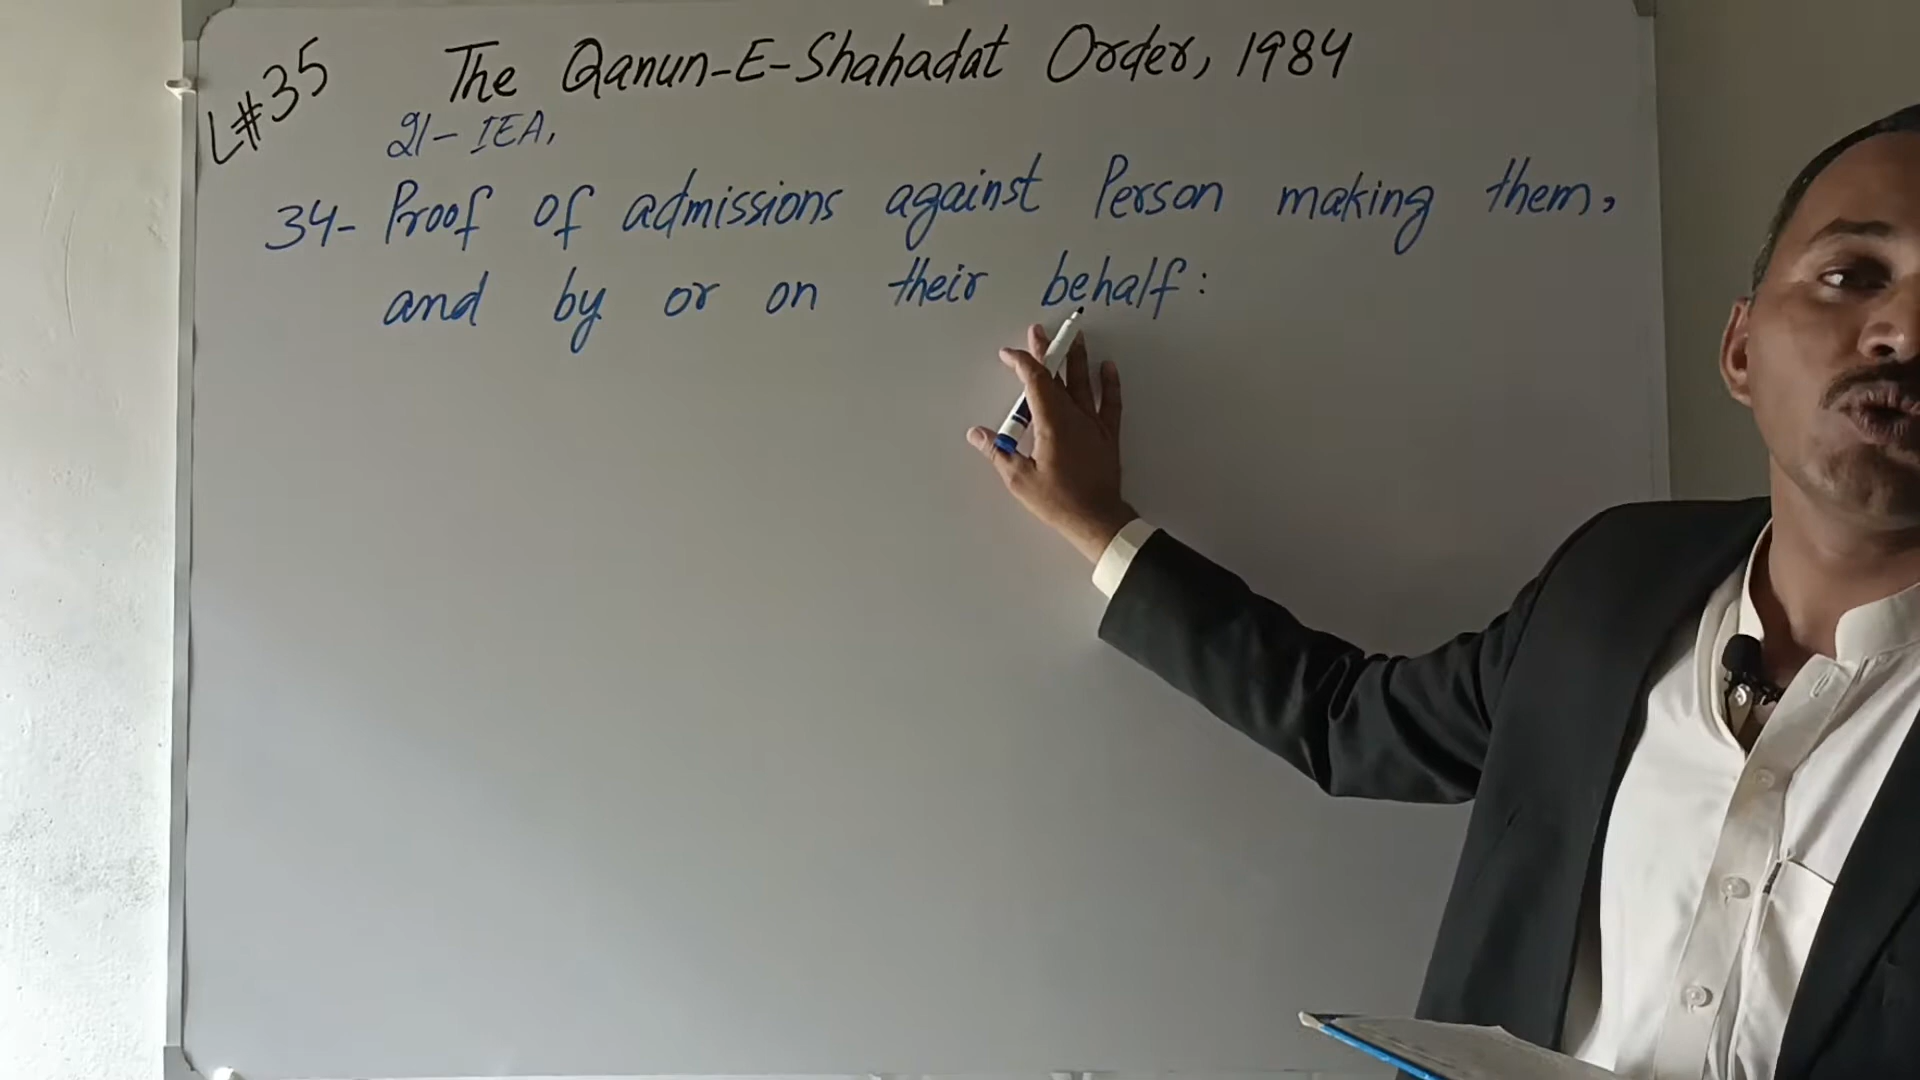 L#35
The Qanun-E-Shahadat Order, 1984
21- IEA,
34- Proof of admissions against Person making them,
and by or on their behalf: